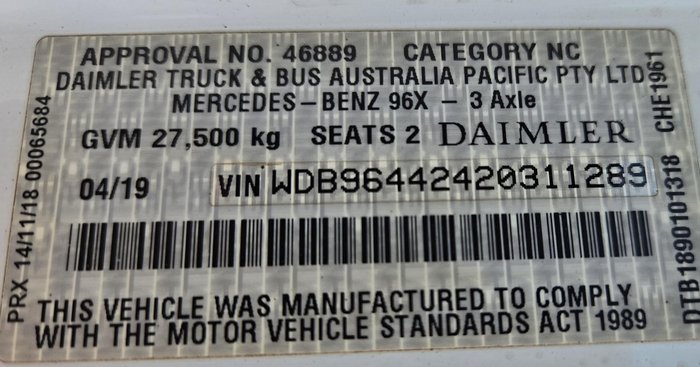 APPROVAL NO. 46889 CATEGORY NC
DAIMLER TRUCK & BUS AUSTRALIA PACIFIC PTY LTD
MERCEDES-BENZ 96X - 3 Axle
GVM 27,500 kg SEATS 2 DAIMLER
04/19 VIN WDB96442420311289
THIS VEHICLE WAS MANUFACTURED TO COMPLY
WITH THE MOTOR VEHICLE STANDARDS ACT 1989
PRX 14/11/18 00065684
DTB1890101318 CHE1961